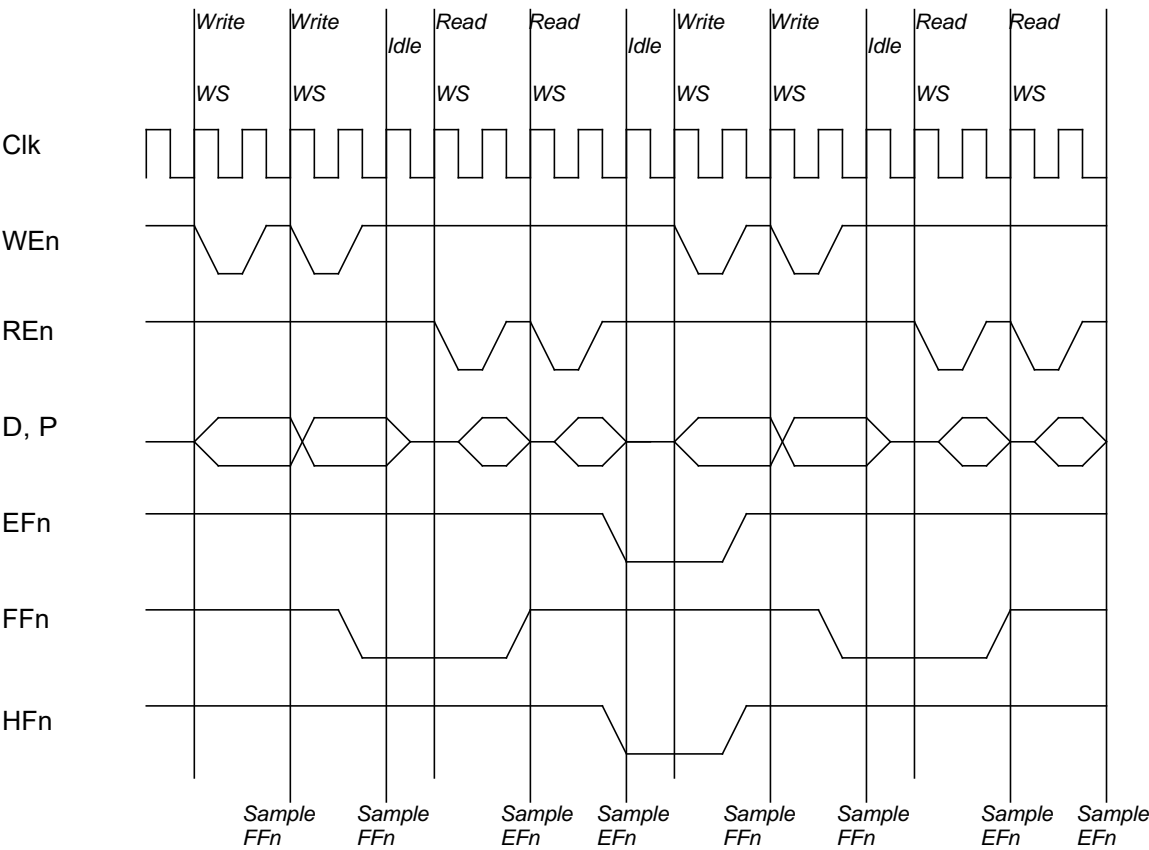 Write Write Read Read Write Write Read Read
Idle Idle Idle
WS WS WS WS WS WS WS WS
Clk
WEn
REn
D, P
EFn
FFn
HFn
Sample Sample Sample Sample Sample Sample Sample Sample
FFn FFn EFn EFn FFn FFn EFn EFn